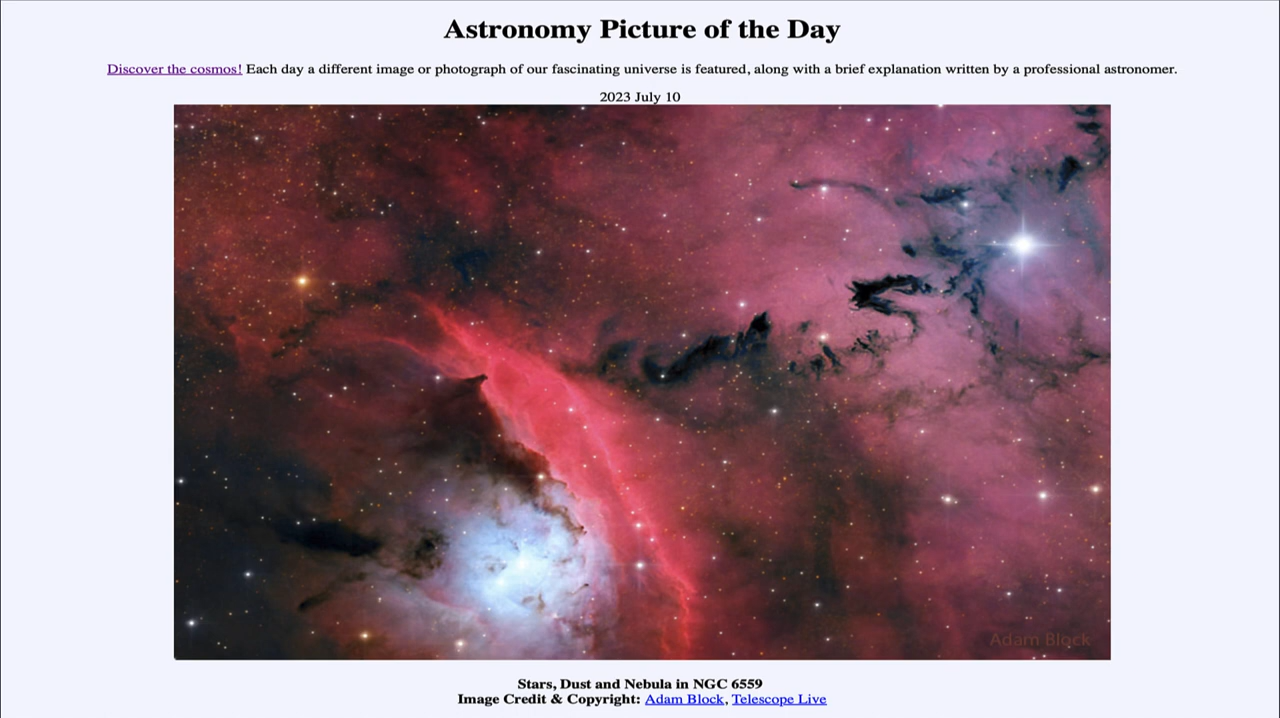 Astronomy Picture of the Day
Discover the cosmos! Each day a different image or photograph of our fascinating universe is featured, along with a brief explanation written by a professional astronomer.
2023 July 10
Adam Block
Stars, Dust and Nebula in NGC 6559
Image Credit & Copyright: Adam Block, Telescope Live